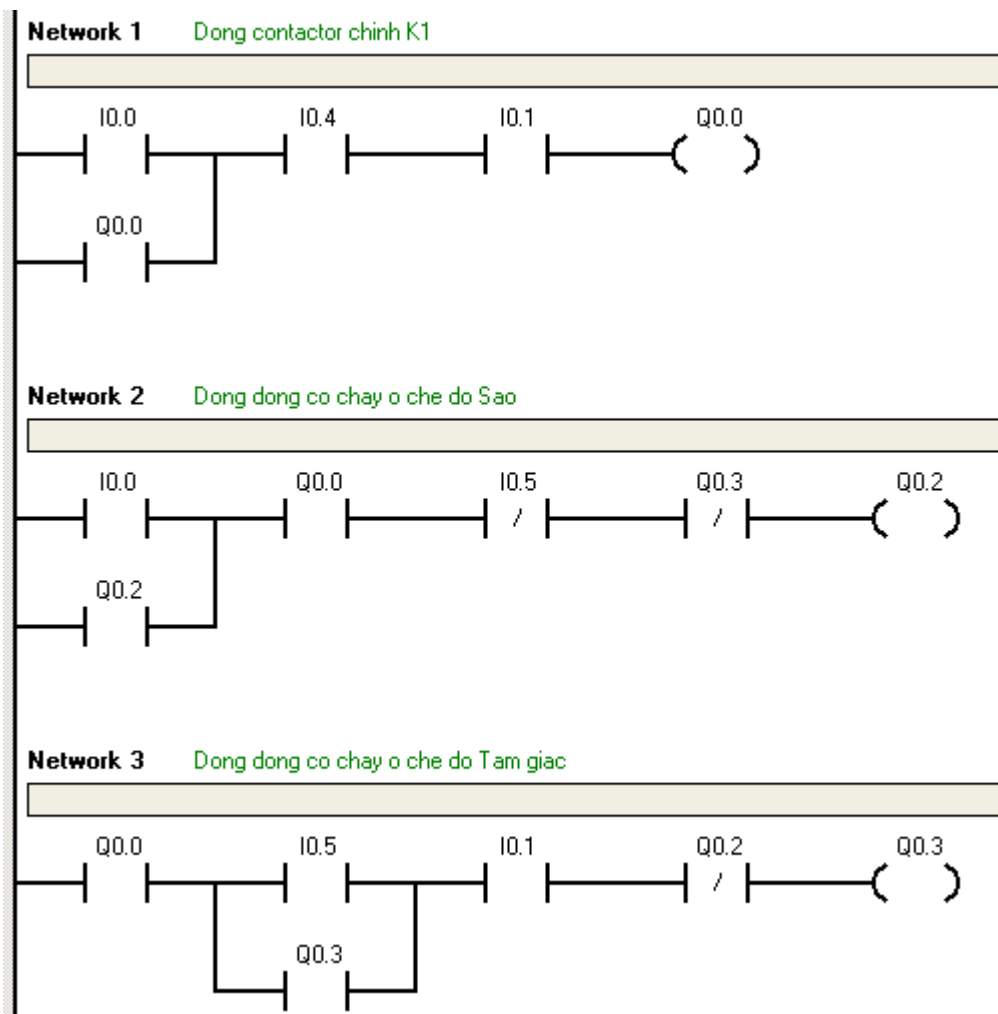 Network 1 Dong contactor chinh K1
I0.0 I0.4 I0.1 Q0.0
Q0.0
Network 2 Dong dong co chay o che do Sao
I0.0 Q0.0 I0.5 Q0.3 Q0.2
Q0.2
Network 3 Dong dong co chay o che do Tam giac
Q0.0 I0.5 I0.1 Q0.2 Q0.3
Q0.3